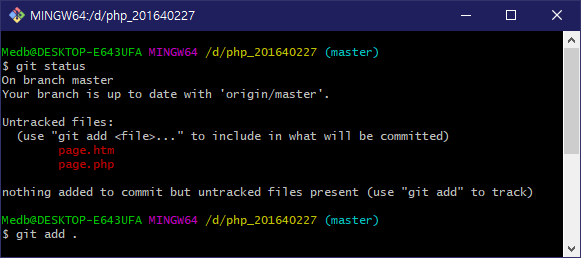 MINGW64:/d/php_201640227
Medb@DESKTOP-E643UFA MINGW64 /d/php_201640227 (master)
$ git status
On branch master
Your branch is up to date with 'origin/master'.
Untracked files:
(use "git add <file>..." to include in what will be committed)
page.htm
page.php
nothing added to commit but untracked files present (use "git add" to track)
Medb@DESKTOP-E643UFA MINGW64 /d/php_201640227 (master)
$ git add .